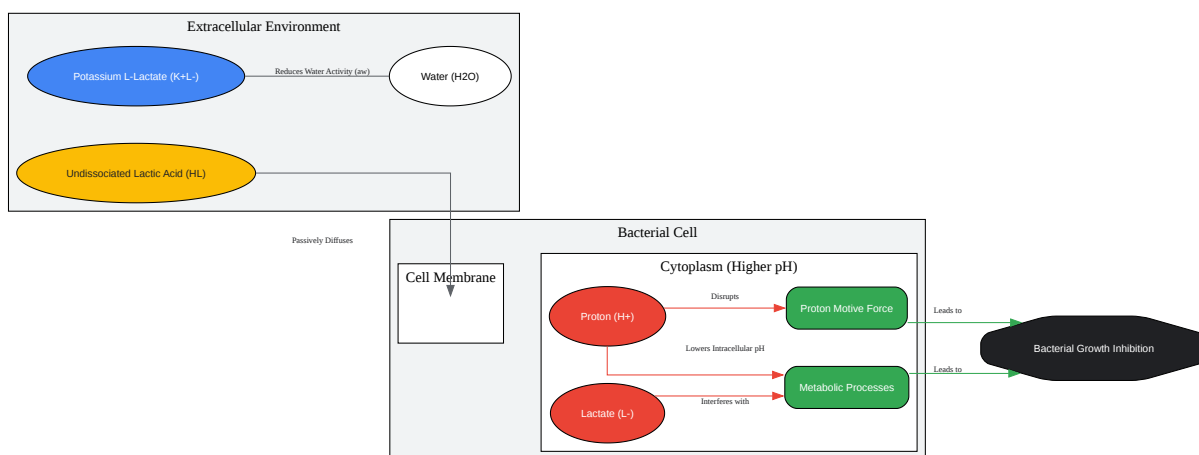 Extracellular Environment
Potassium L-Lactate (K+L-)
Reduces Water Activity (aw)
Water (H2O)
Undissociated Lactic Acid (HL)
Passively Diffuses
Bacterial Cell
Cell Membrane
Cytoplasm (Higher pH)
Proton (H+)
Disrupts
Proton Motive Force
Leads to
Lowers Intracellular pH
Bacterial Growth Inhibition
Metabolic Processes
Leads to
Lactate (L-)
Interferes with